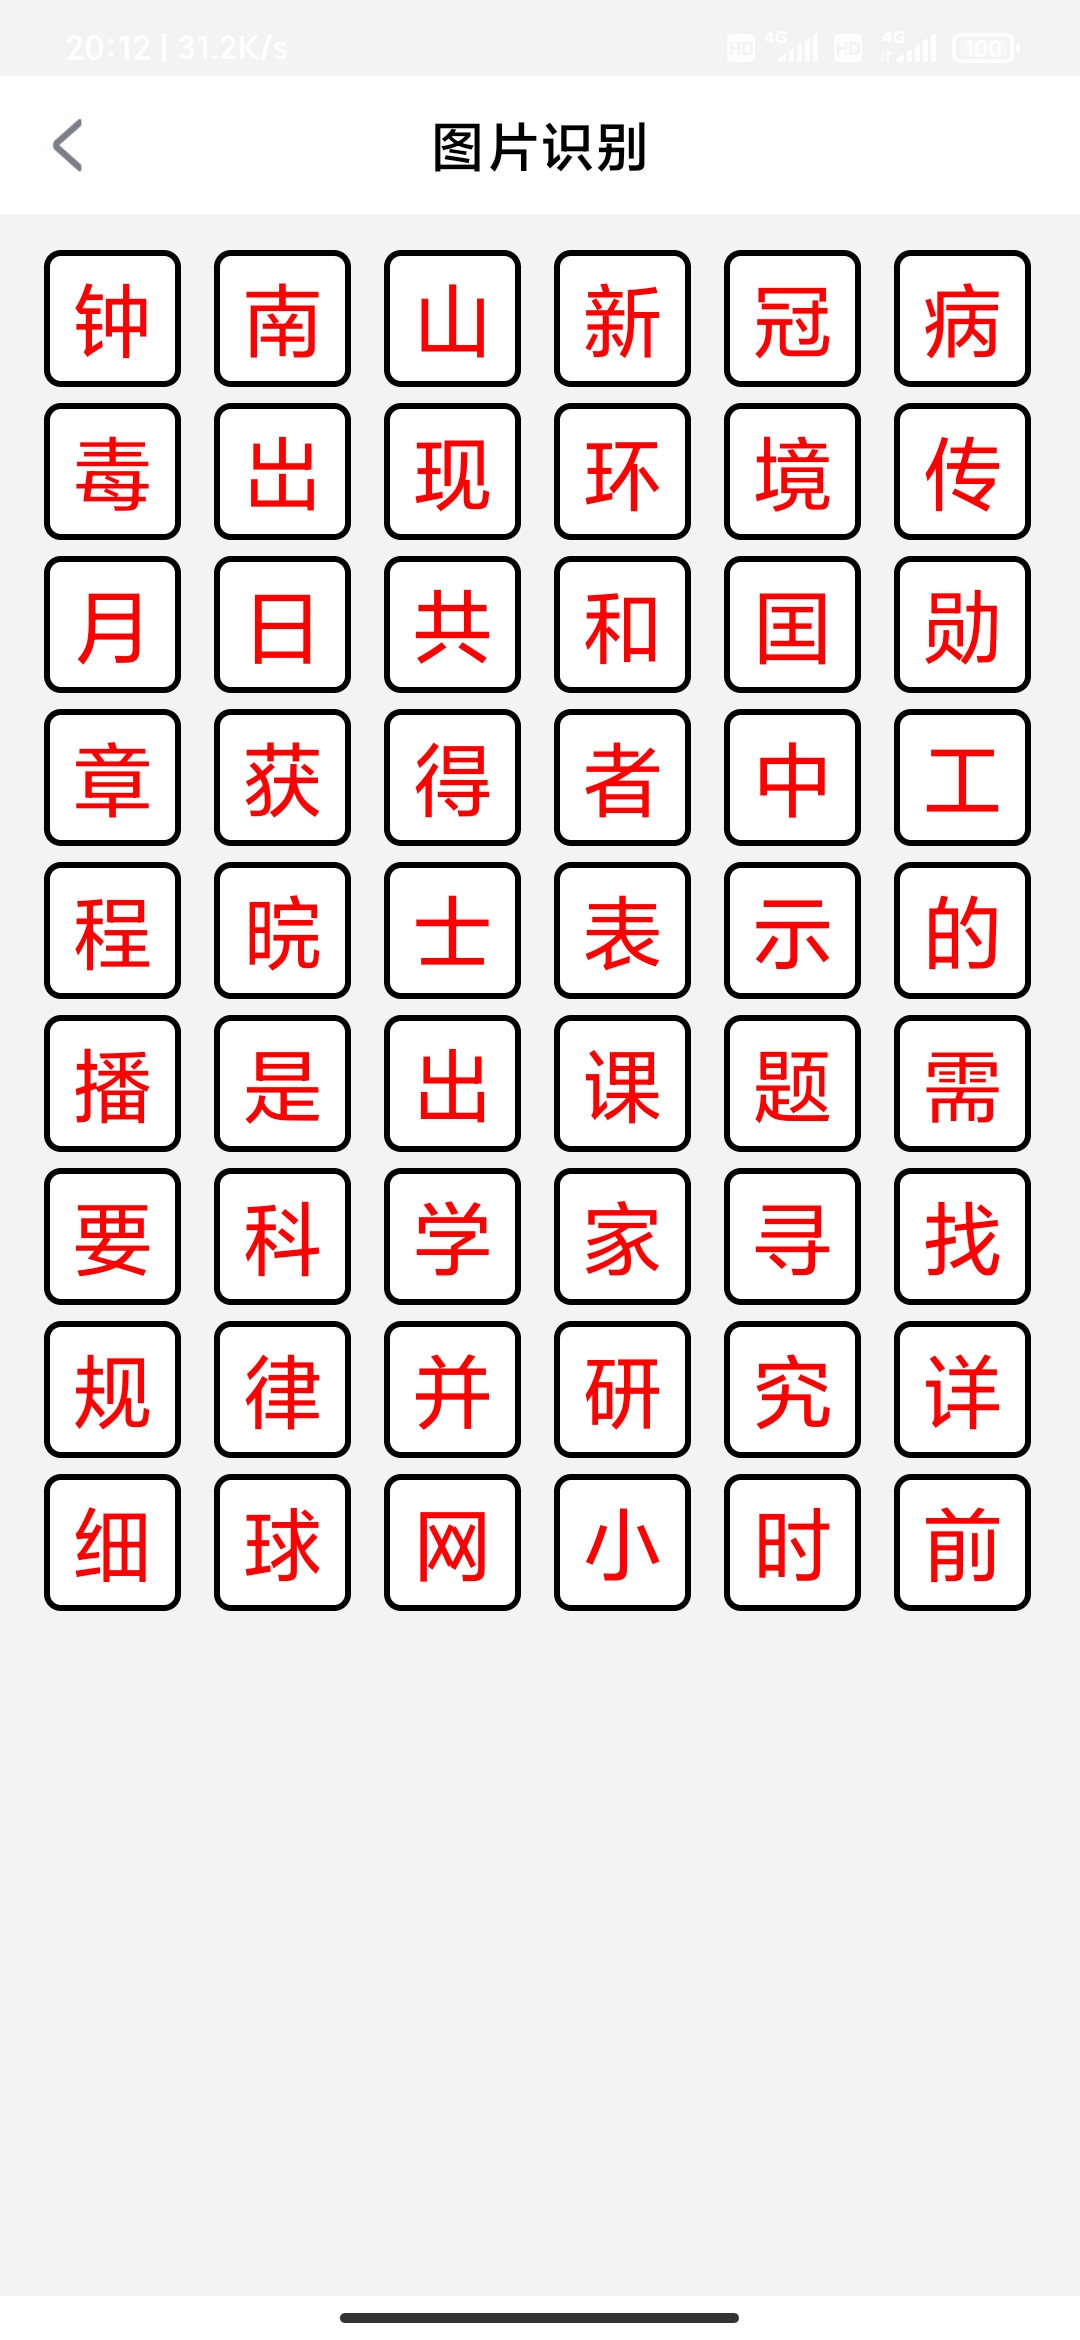 20:12 | 31.2K/s HD 4G HD 4G 100
图片识别
钟 南 山 新 冠 病
毒 岀 现 环 境 传
月 日 共 和 囯 勋
章 获 得 者 中 工
程 晥 士 表 示 的
播 是 出 课 题 需
要 科 学 家 寻 找
规 律 并 研 究 详
细 球 网 小 时 前